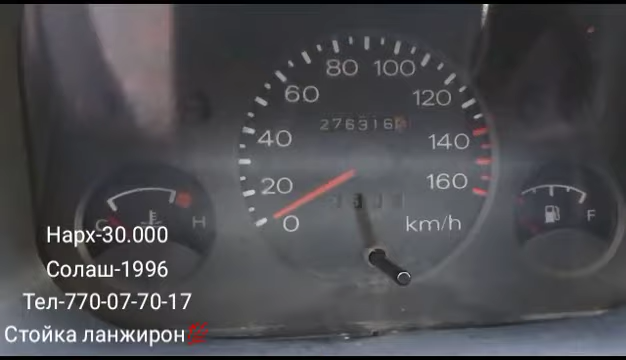 80 100
60 120
276316
40 140
20 160
0 km/h
C H F
Нарх-30.000
Солаш-1996
Тел-770-07-70-17
Стойка ланжирон💯